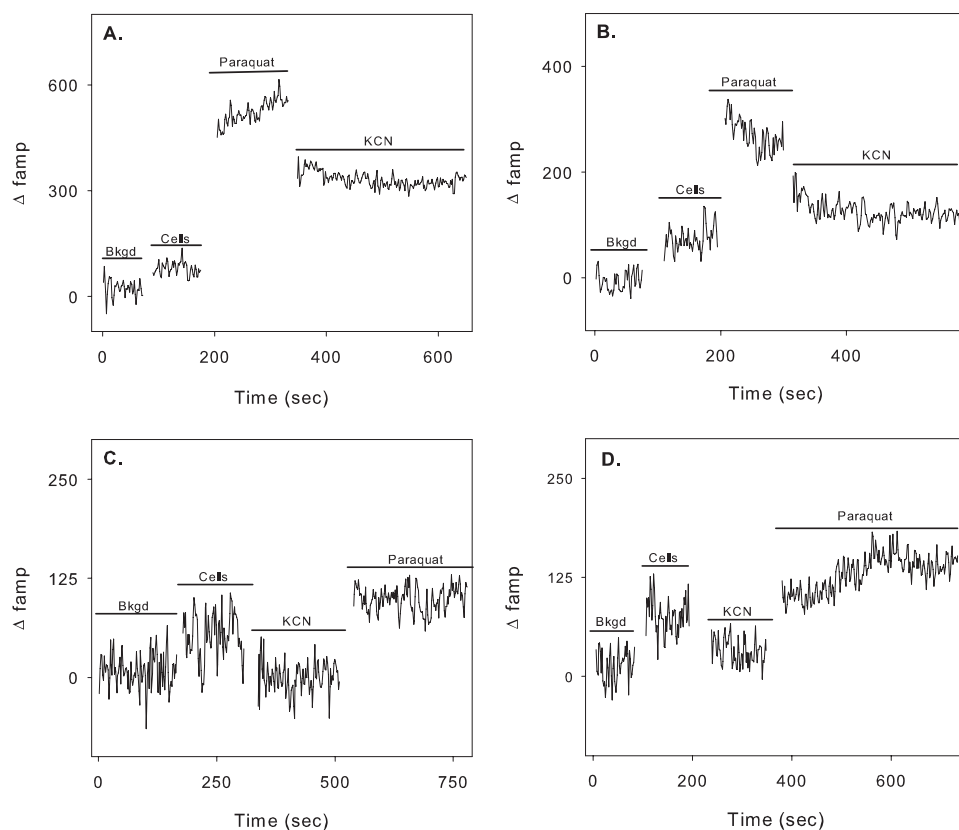 A.
Paraquat
600
KCN
Δ famp
300
Cells
Bkgd
0
0 200 400 600
Time (sec)
B.
400
Paraquat
KCN
Δ famp
200
Cells
Bkgd
0
0 200 400
Time (sec)
C.
250
Δ famp
125
Cells
Paraquat
Bkgd
KCN
0
0 250 500 750
Time (sec)
D.
250
Paraquat
Δ famp
Cells
125
KCN
Bkgd
0
0 200 400 600
Time (sec)